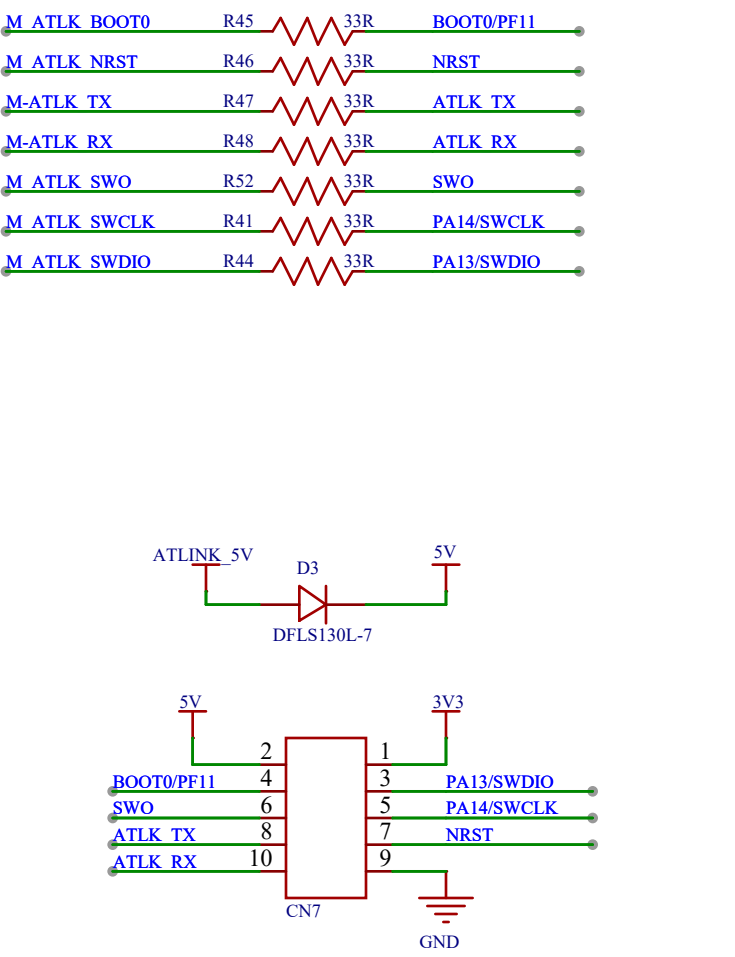 M_ATLK_BOOT0 R45 33R BOOT0/PF11
M_ATLK_NRST R46 33R NRST
M-ATLK_TX R47 33R ATLK_TX
M-ATLK_RX R48 33R ATLK_RX
M_ATLK_SWO R52 33R SWO
M_ATLK_SWCLK R41 33R PA14/SWCLK
M_ATLK_SWDIO R44 33R PA13/SWDIO
ATLINK_5V 5V
D3
DFLS130L-7
5V 3V3
2 1
BOOT0/PF11 4 3 PA13/SWDIO
SWO 6 5 PA14/SWCLK
ATLK_TX 8 7 NRST
ATLK_RX 10 9
CN7
GND